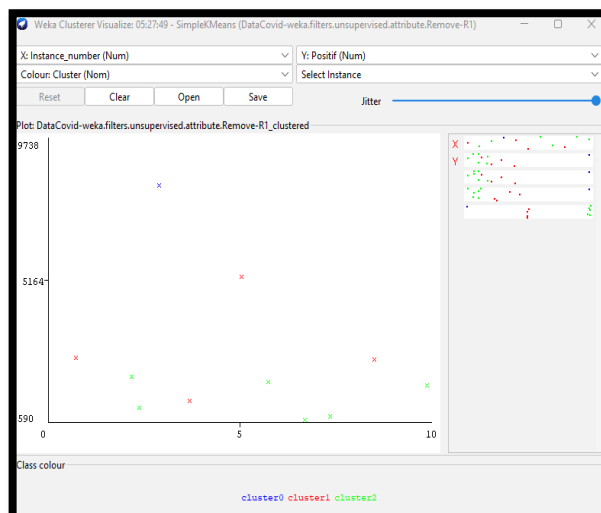 Weka Clusterer Visualize: 05:27:49 - SimpleKMeans (DataCovid-weka.filters.unsupervised.attribute.Remove-R1)
X: Instance_number (Num) Y: Positif (Num)
Colour: Cluster (Nom) Select Instance
Reset Clear Open Save Jitter
Plot: DataCovid-weka.filters.unsupervised.attribute.Remove-R1_clustered
9738
X
Y
5164
590
0 5 10
Class colour
cluster0 cluster1 cluster2